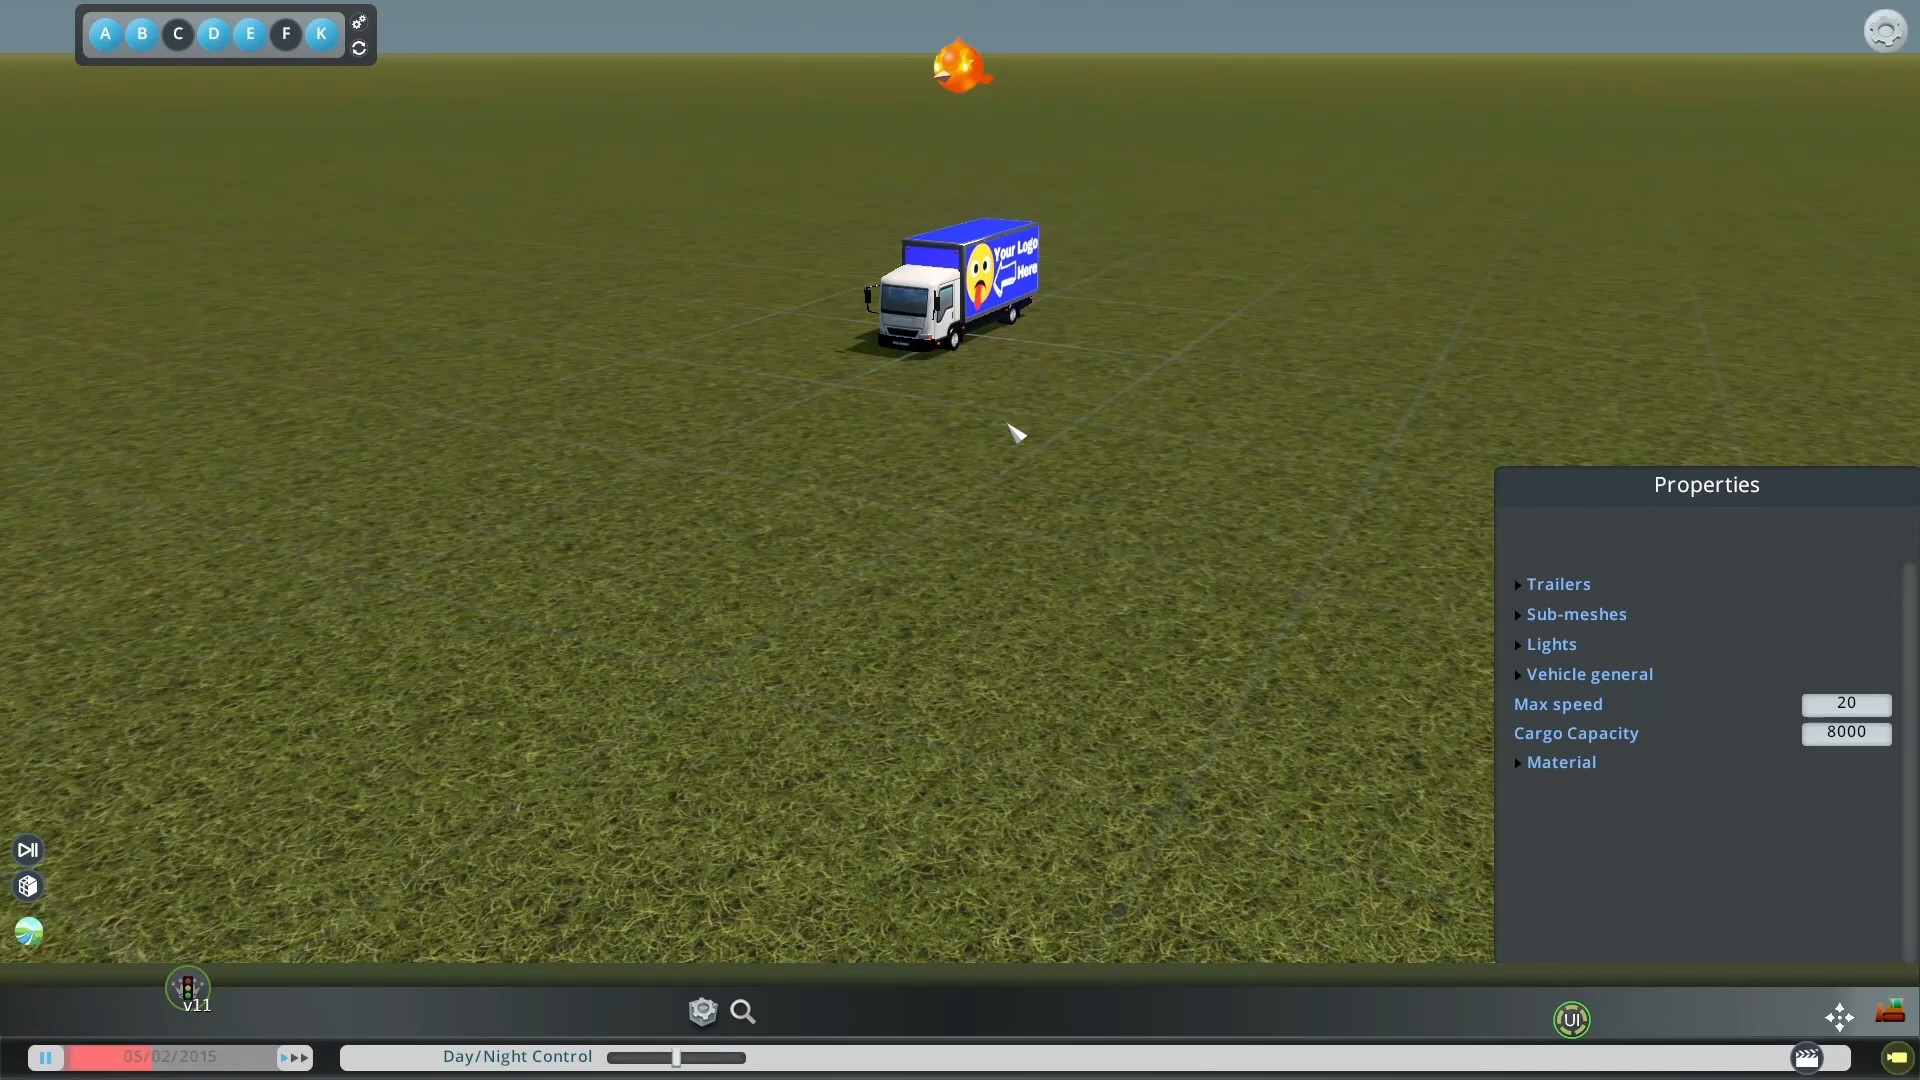 A B C D E F K
Your Logo
Here
Properties
Trailers
Sub-meshes
Lights
Vehicle general
Max speed 20
Cargo Capacity 8000
Material
v11
UI
05/02/2015
Day/Night Control